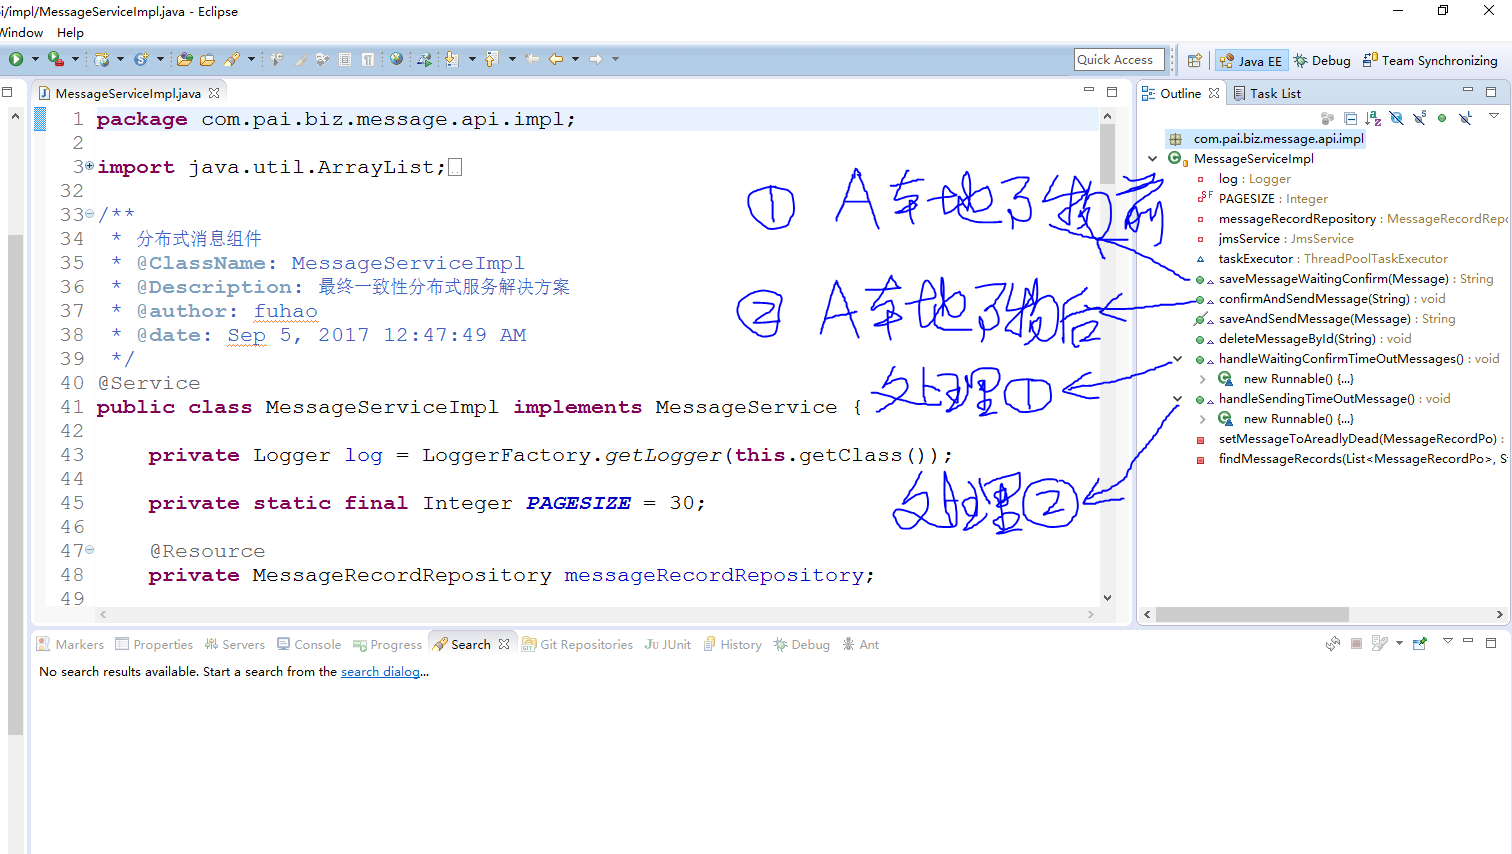 i/impl/MessageServiceImpl.java - Eclipse
Window Help
Quick Access
Java EE
Debug
Team Synchronizing
MessageServiceImpl.java
1 package com.pai.biz.message.api.impl;
2
3 import java.util.ArrayList;
32
33 /**
34 * 分布式消息组件
35 * @ClassName: MessageServiceImpl
36 * @Description: 最终一致性分布式服务解决方案
37 * @author: fuhao
38 * @date: Sep 5, 2017 12:47:49 AM
39 */
40 @Service
41 public class MessageServiceImpl implements MessageService {
42
43 private Logger log = LoggerFactory.getLogger(this.getClass());
44
45 private static final Integer PAGESIZE = 30;
46
47 @Resource
48 private MessageRecordRepository messageRecordRepository;
49
① A 本地事务前
② A 本地事务后
处理①
处理②
Outline
Task List
com.pai.biz.message.api.impl
MessageServiceImpl
log : Logger
PAGESIZE : Integer
messageRecordRepository : MessageRecordRepo
jmsService : JmsService
taskExecutor : ThreadPoolTaskExecutor
saveMessageWaitingConfirm(Message) : String
confirmAndSendMessage(String) : void
saveAndSendMessage(Message) : String
deleteMessageById(String) : void
handleWaitingConfirmTimeOutMessages() : void
new Runnable() {...}
handleSendingTimeOutMessage() : void
new Runnable() {...}
setMessageToAreadlyDead(MessageRecordPo) :
findMessageRecords(List<MessageRecordPo>, S
Markers Properties Servers Console Progress Search Git Repositories JUnit History Debug Ant
No search results available. Start a search from the search dialog...